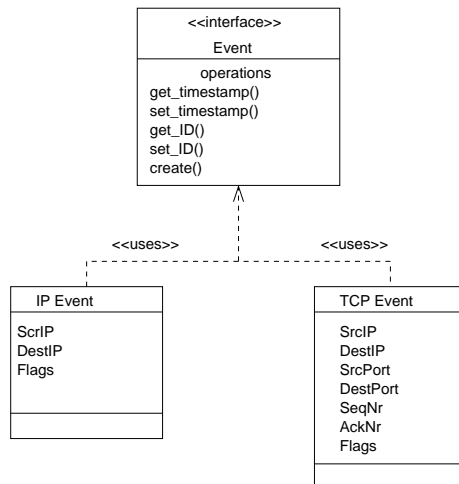 <<interface>>
Event
operations
get_timestamp()
set_timestamp()
get_ID()
set_ID()
create()
<<uses>>
<<uses>>
IP Event
ScrIP
DestIP
Flags
TCP Event
SrcIP
DestIP
SrcPort
DestPort
SeqNr
AckNr
Flags